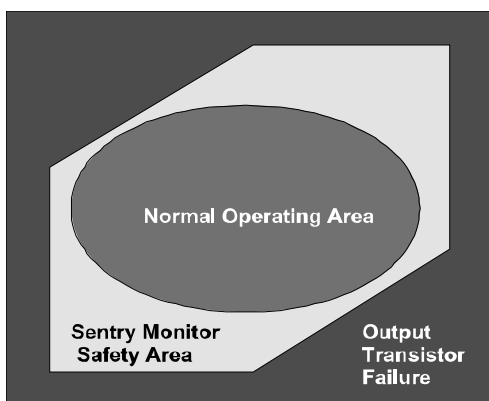 Normal Operating Area
Sentry Monitor
Safety Area
Output
Transistor
Failure